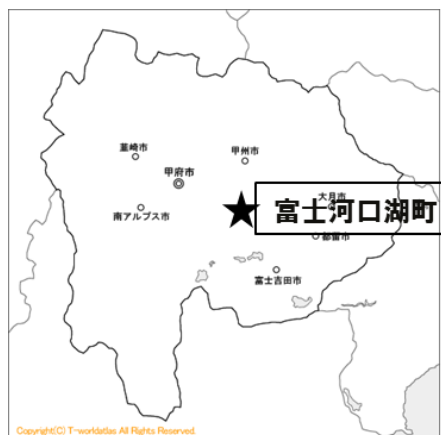 韮崎市
甲州市
甲府市
大月市
★ 富士河口湖町
南アルプス市
都留市
富士吉田市
Copyright(C) T-worldatlas All Rights Reserved.